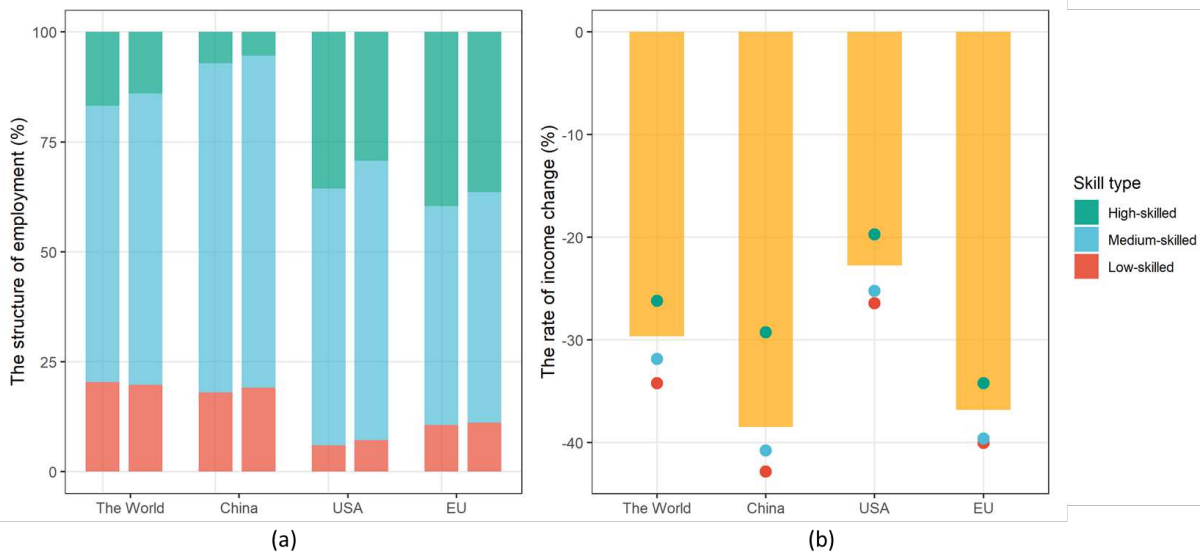 The structure of employment (%)
100
75
50
25
0
The World
China
USA
EU
(a)
The rate of income change (%)
0
-10
-20
-30
-40
The World
China
USA
EU
(b)
Skill type
High-skilled
Medium-skilled
Low-skilled